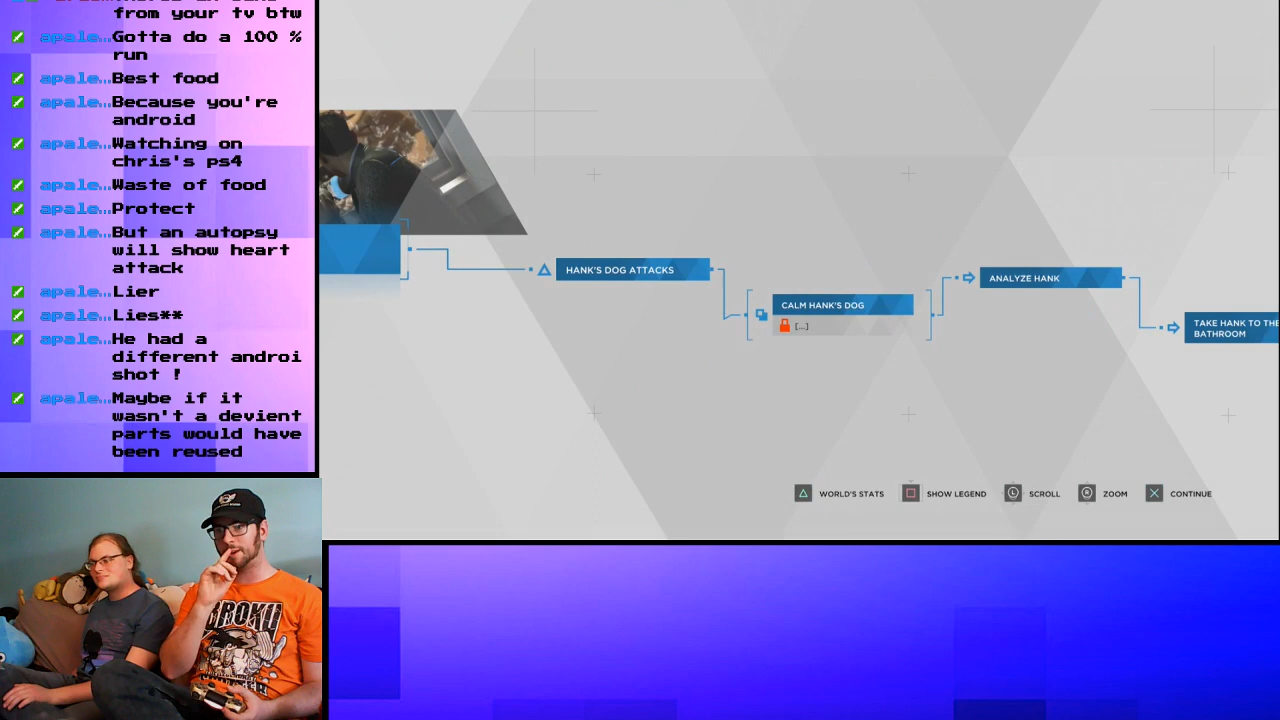 from your tv btw
apale…Gotta do a 100 %
run
apale…Best food
apale…Because you're
android
apale…Watching on
chris's ps4
apale…Waste of food
apale…Protect
apale…But an autopsy
will show heart
attack
apale…Lier
apale…Lies**
apale…He had a
different androi
shot !
apale…Maybe if it
wasn't a devient
parts would have
been reused
HANK'S DOG ATTACKS
CALM HANK'S DOG
[...]
ANALYZE HANK
TAKE HANK TO THE
BATHROOM
WORLD'S STATS
SHOW LEGEND
L
SCROLL
R
ZOOM
CONTINUE